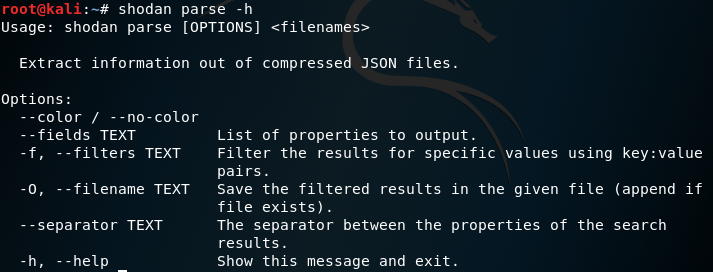 root@kali:~# shodan parse -h
Usage: shodan parse [OPTIONS] <filenames>
Extract information out of compressed JSON files.
Options:
--color / --no-color
--fields TEXT List of properties to output.
-f, --filters TEXT Filter the results for specific values using key:value
pairs.
-O, --filename TEXT Save the filtered results in the given file (append if
file exists).
--separator TEXT The separator between the properties of the search
results.
-h, --help Show this message and exit.